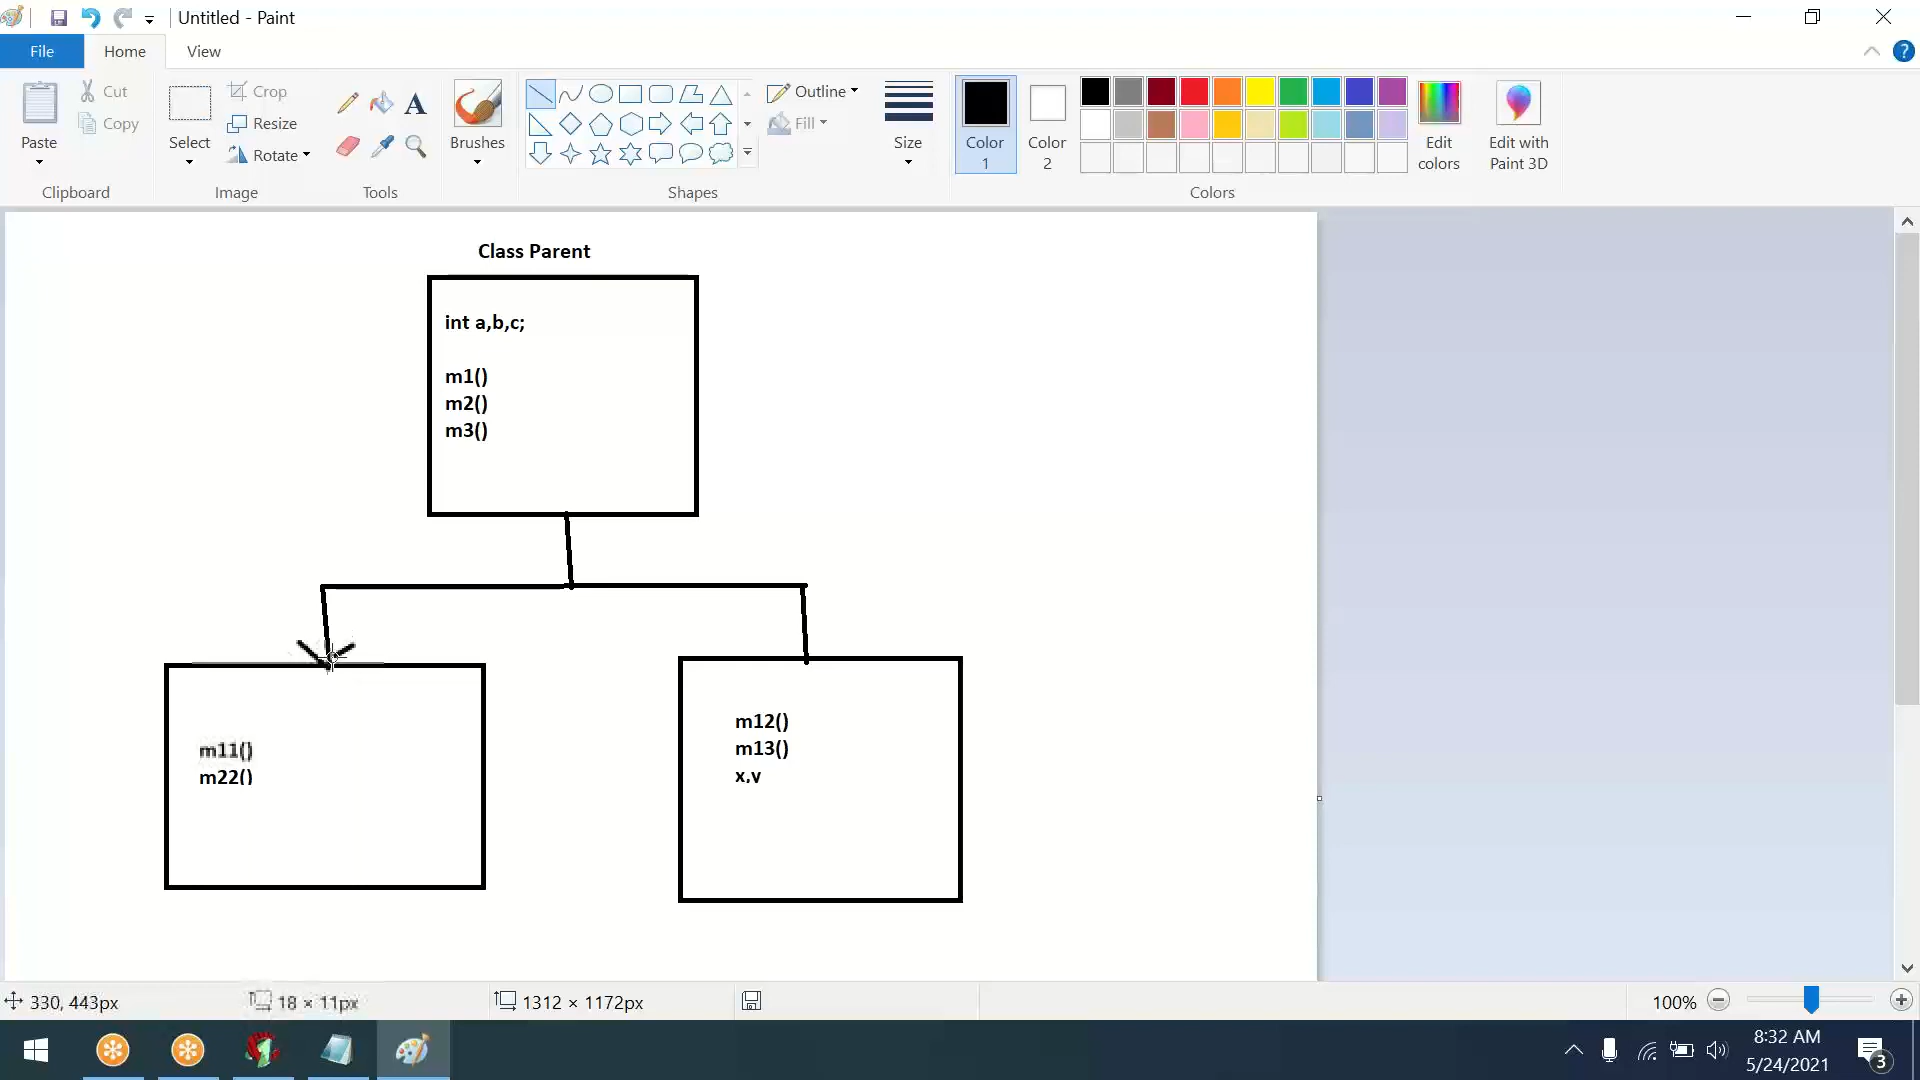 Untitled - Paint
File Home View
Paste
Cut
Copy
Clipboard
Select
Crop
Resize
Rotate
Image
Tools
Brushes
Shapes
Outline
Fill
Size
Color 1
Color 2
Colors
Edit colors
Edit with Paint 3D
Class Parent
int a,b,c;
m1()
m2()
m3()
m11()
m22()
m12()
m13()
x,y
330, 443px
18 × 11px
1312 × 1172px
100%
8:32 AM
5/24/2021
3